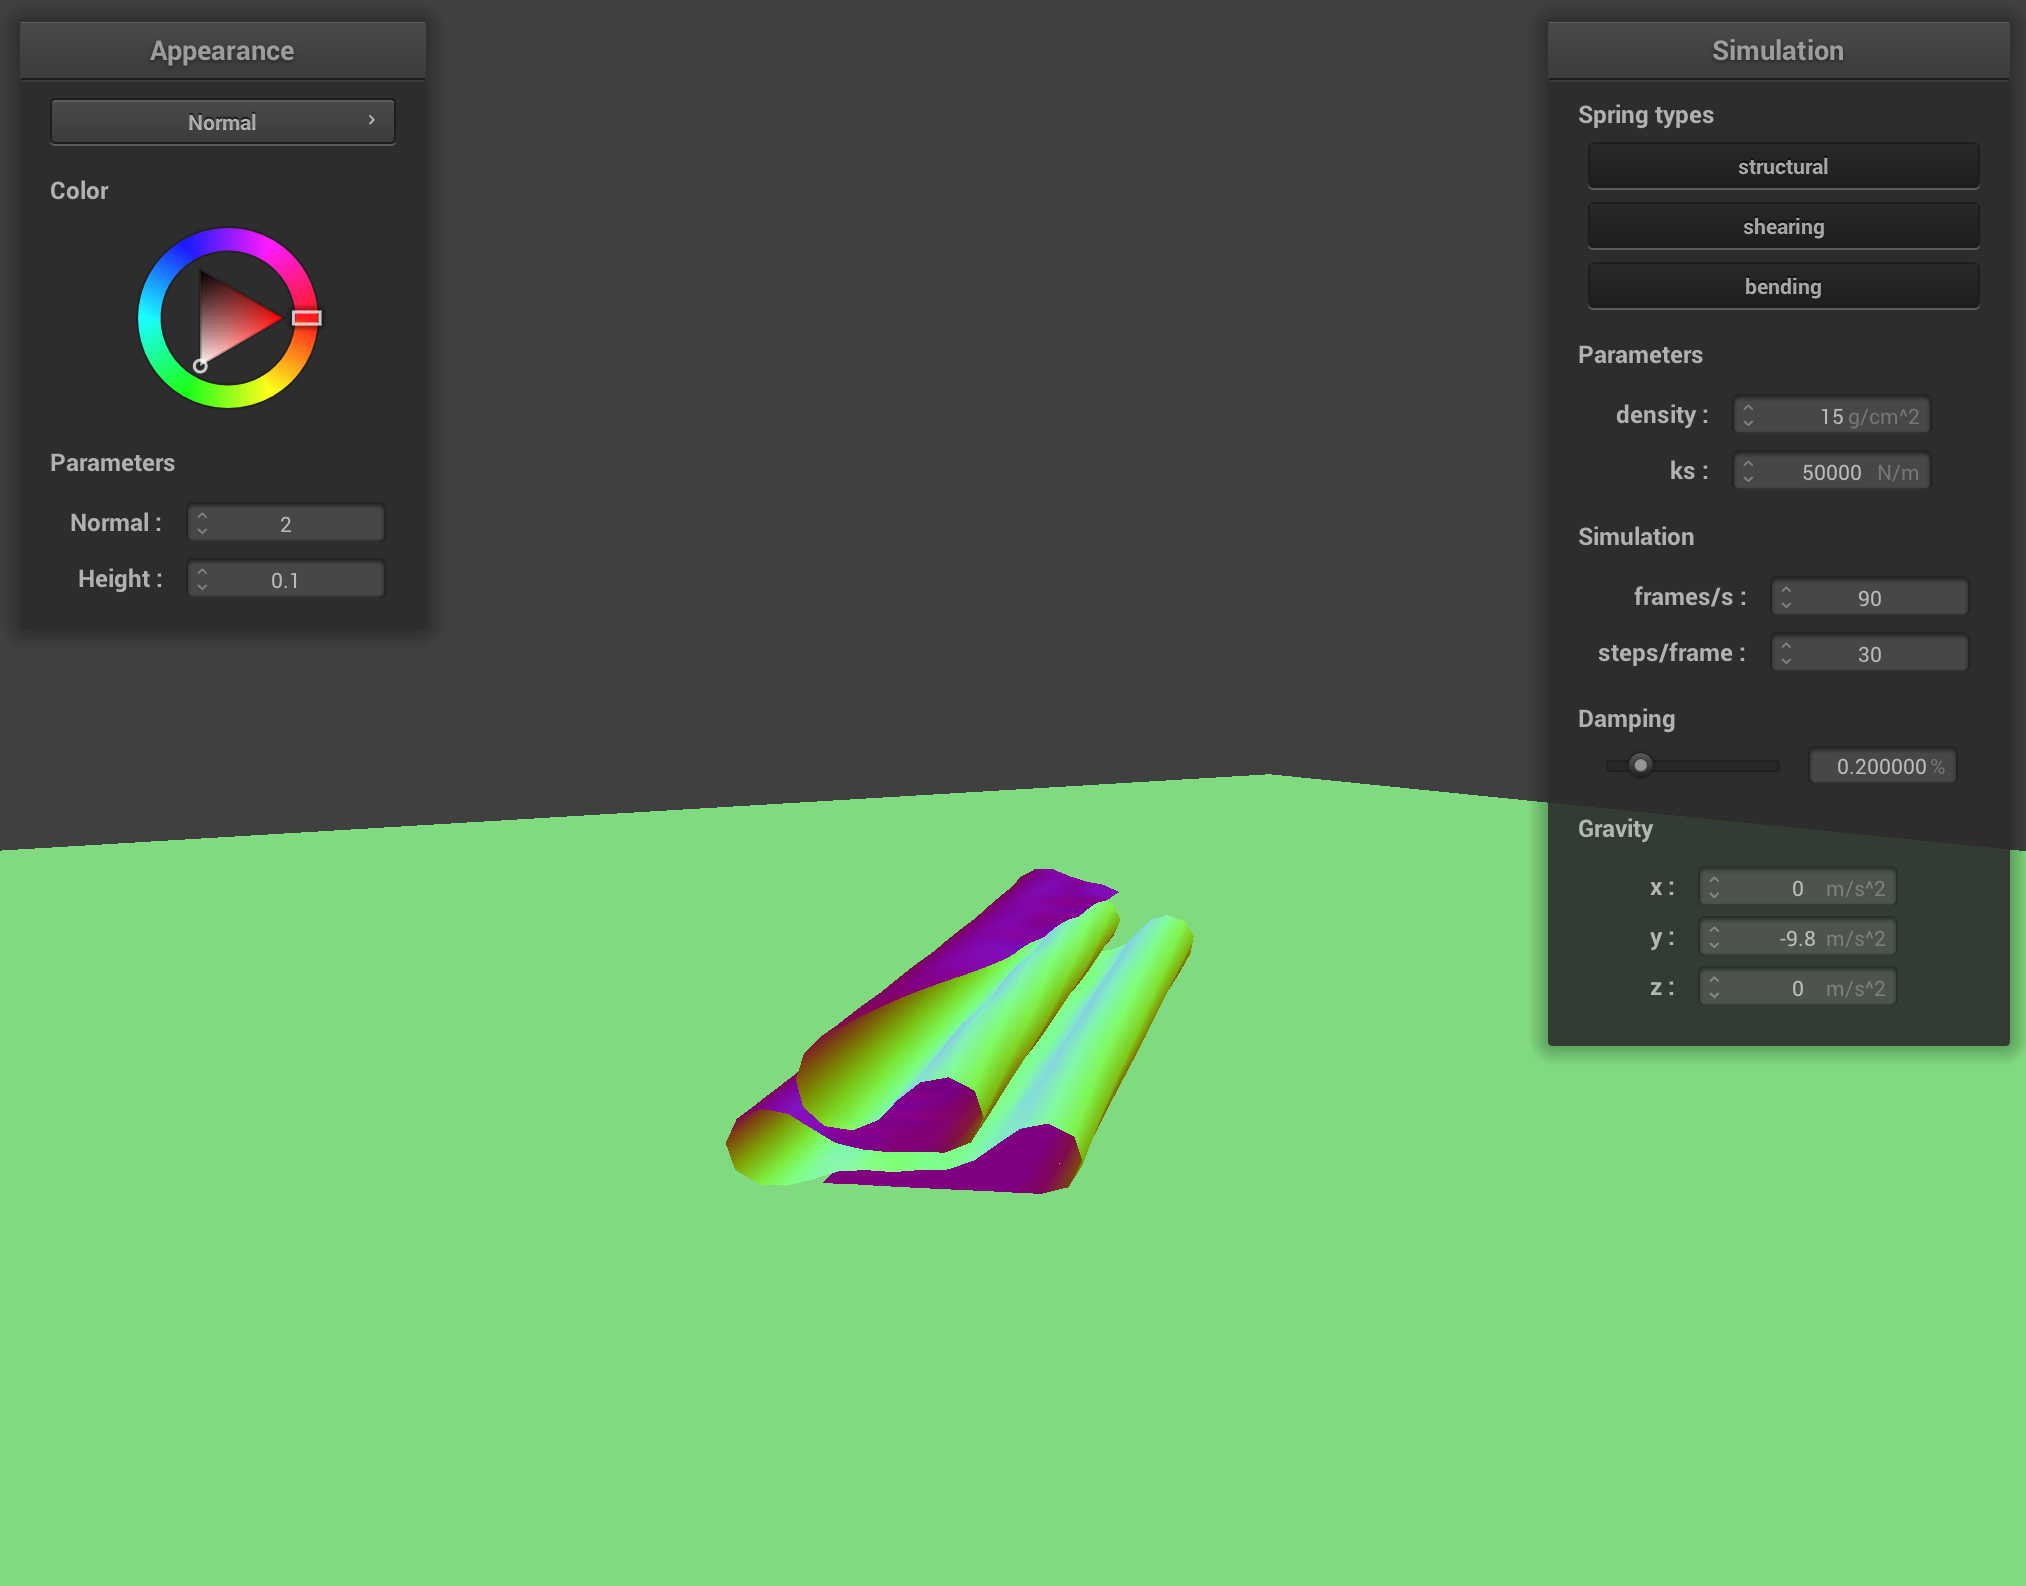 Appearance
Normal
Color
Parameters
Normal : 2
Height : 0.1
Simulation
Spring types
structural
shearing
bending
Parameters
density : 15 g/cm^2
ks : 50000 N/m
Simulation
frames/s : 90
steps/frame : 30
Damping
0.200000 %
Gravity
x : 0 m/s^2
y : -9.8 m/s^2
z : 0 m/s^2